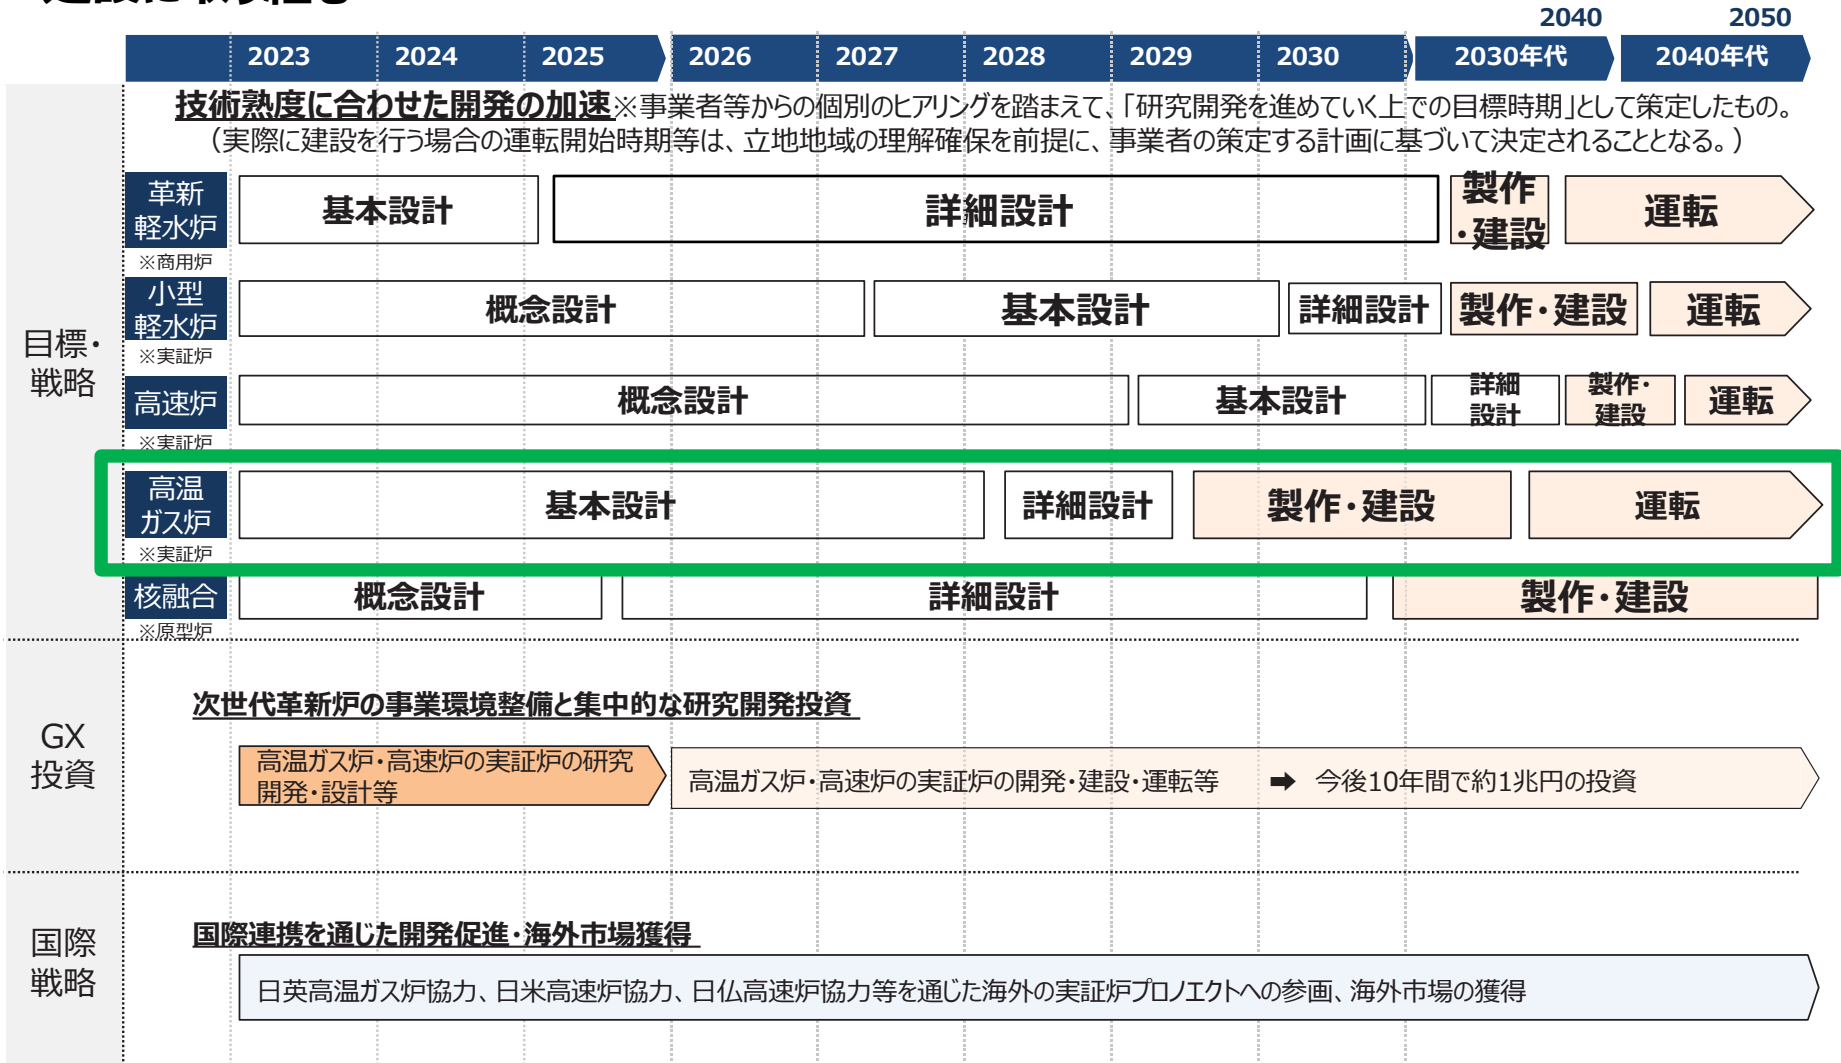 2040 2050
2023 2024 2025 2026 2027 2028 2029 2030 2030年代 2040年代
目標・
戦略
技術熟度に合わせた開発の加速※事業者等からの個別のヒアリングを踏まえて、「研究開発を進めていく上での目標時期」として策定したもの。
（実際に建設を行う場合の運転開始時期等は、立地地域の理解確保を前提に、事業者の策定する計画に基づいて決定されることとなる。）
革新
軽水炉
※商用炉
基本設計
詳細設計
製作
・建設
運転
小型
軽水炉
※実証炉
概念設計
基本設計
詳細設計
製作・建設
運転
高速炉
※実証炉
概念設計
基本設計
詳細
設計
製作・
建設
運転
高温
ガス炉
※実証炉
基本設計
詳細設計
製作・建設
運転
核融合
※原型炉
概念設計
詳細設計
製作・建設
GX
投資
次世代革新炉の事業環境整備と集中的な研究開発投資
高温ガス炉・高速炉の実証炉の研究
開発・設計等
高温ガス炉・高速炉の実証炉の開発・建設・運転等 ➡ 今後10年間で約1兆円の投資
国際
戦略
国際連携を通じた開発促進・海外市場獲得
日英高温ガス炉協力、日米高速炉協力、日仏高速炉協力等を通じた海外の実証炉プロノエクトへの参画、海外市場の獲得